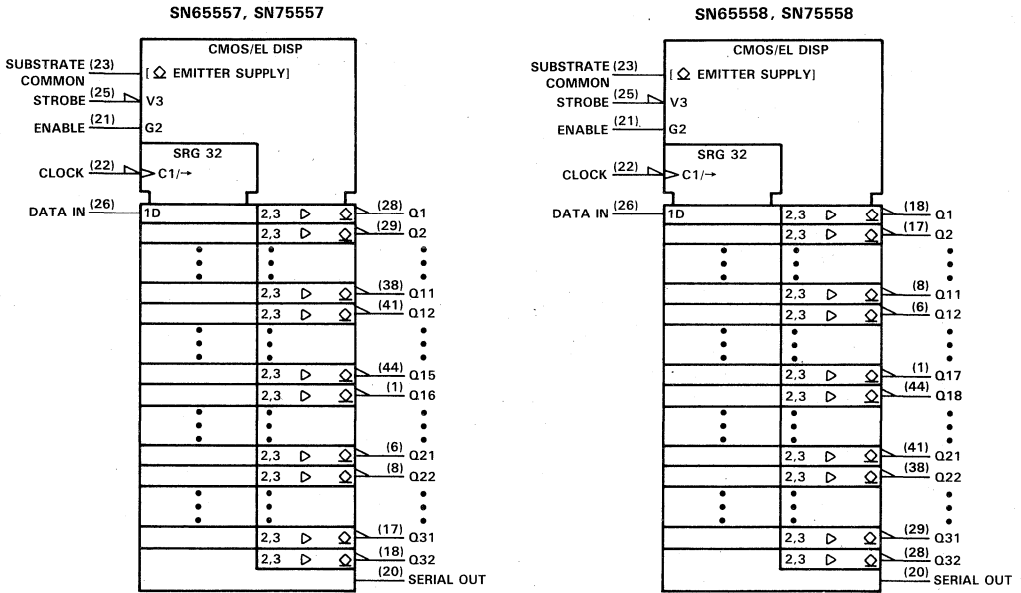 SN65557, SN75557
CMOS/EL DISP
SUBSTRATE (23)
COMMON
[ EMITTER SUPPLY]
STROBE (25)
V3
ENABLE (21)
G2
SRG 32
CLOCK (22)
C1/→
DATA IN (26)
1D
2,3 (28) Q1
2,3 (29) Q2
2,3 (38) Q11
2,3 (41) Q12
2,3 (44) Q15
2,3 (1) Q16
2,3 (6) Q21
2,3 (8) Q22
2,3 (17) Q31
2,3 (18) Q32
(20) SERIAL OUT
SN65558, SN75558
CMOS/EL DISP
SUBSTRATE (23)
COMMON
[ EMITTER SUPPLY]
STROBE (25)
V3
ENABLE (21)
G2
SRG 32
CLOCK (22)
C1/→
DATA IN (26)
1D
2,3 (18) Q1
2,3 (17) Q2
2,3 (8) Q11
2,3 (6) Q12
2,3 (1) Q17
2,3 (44) Q18
2,3 (41) Q21
2,3 (38) Q22
2,3 (29) Q31
2,3 (28) Q32
(20) SERIAL OUT